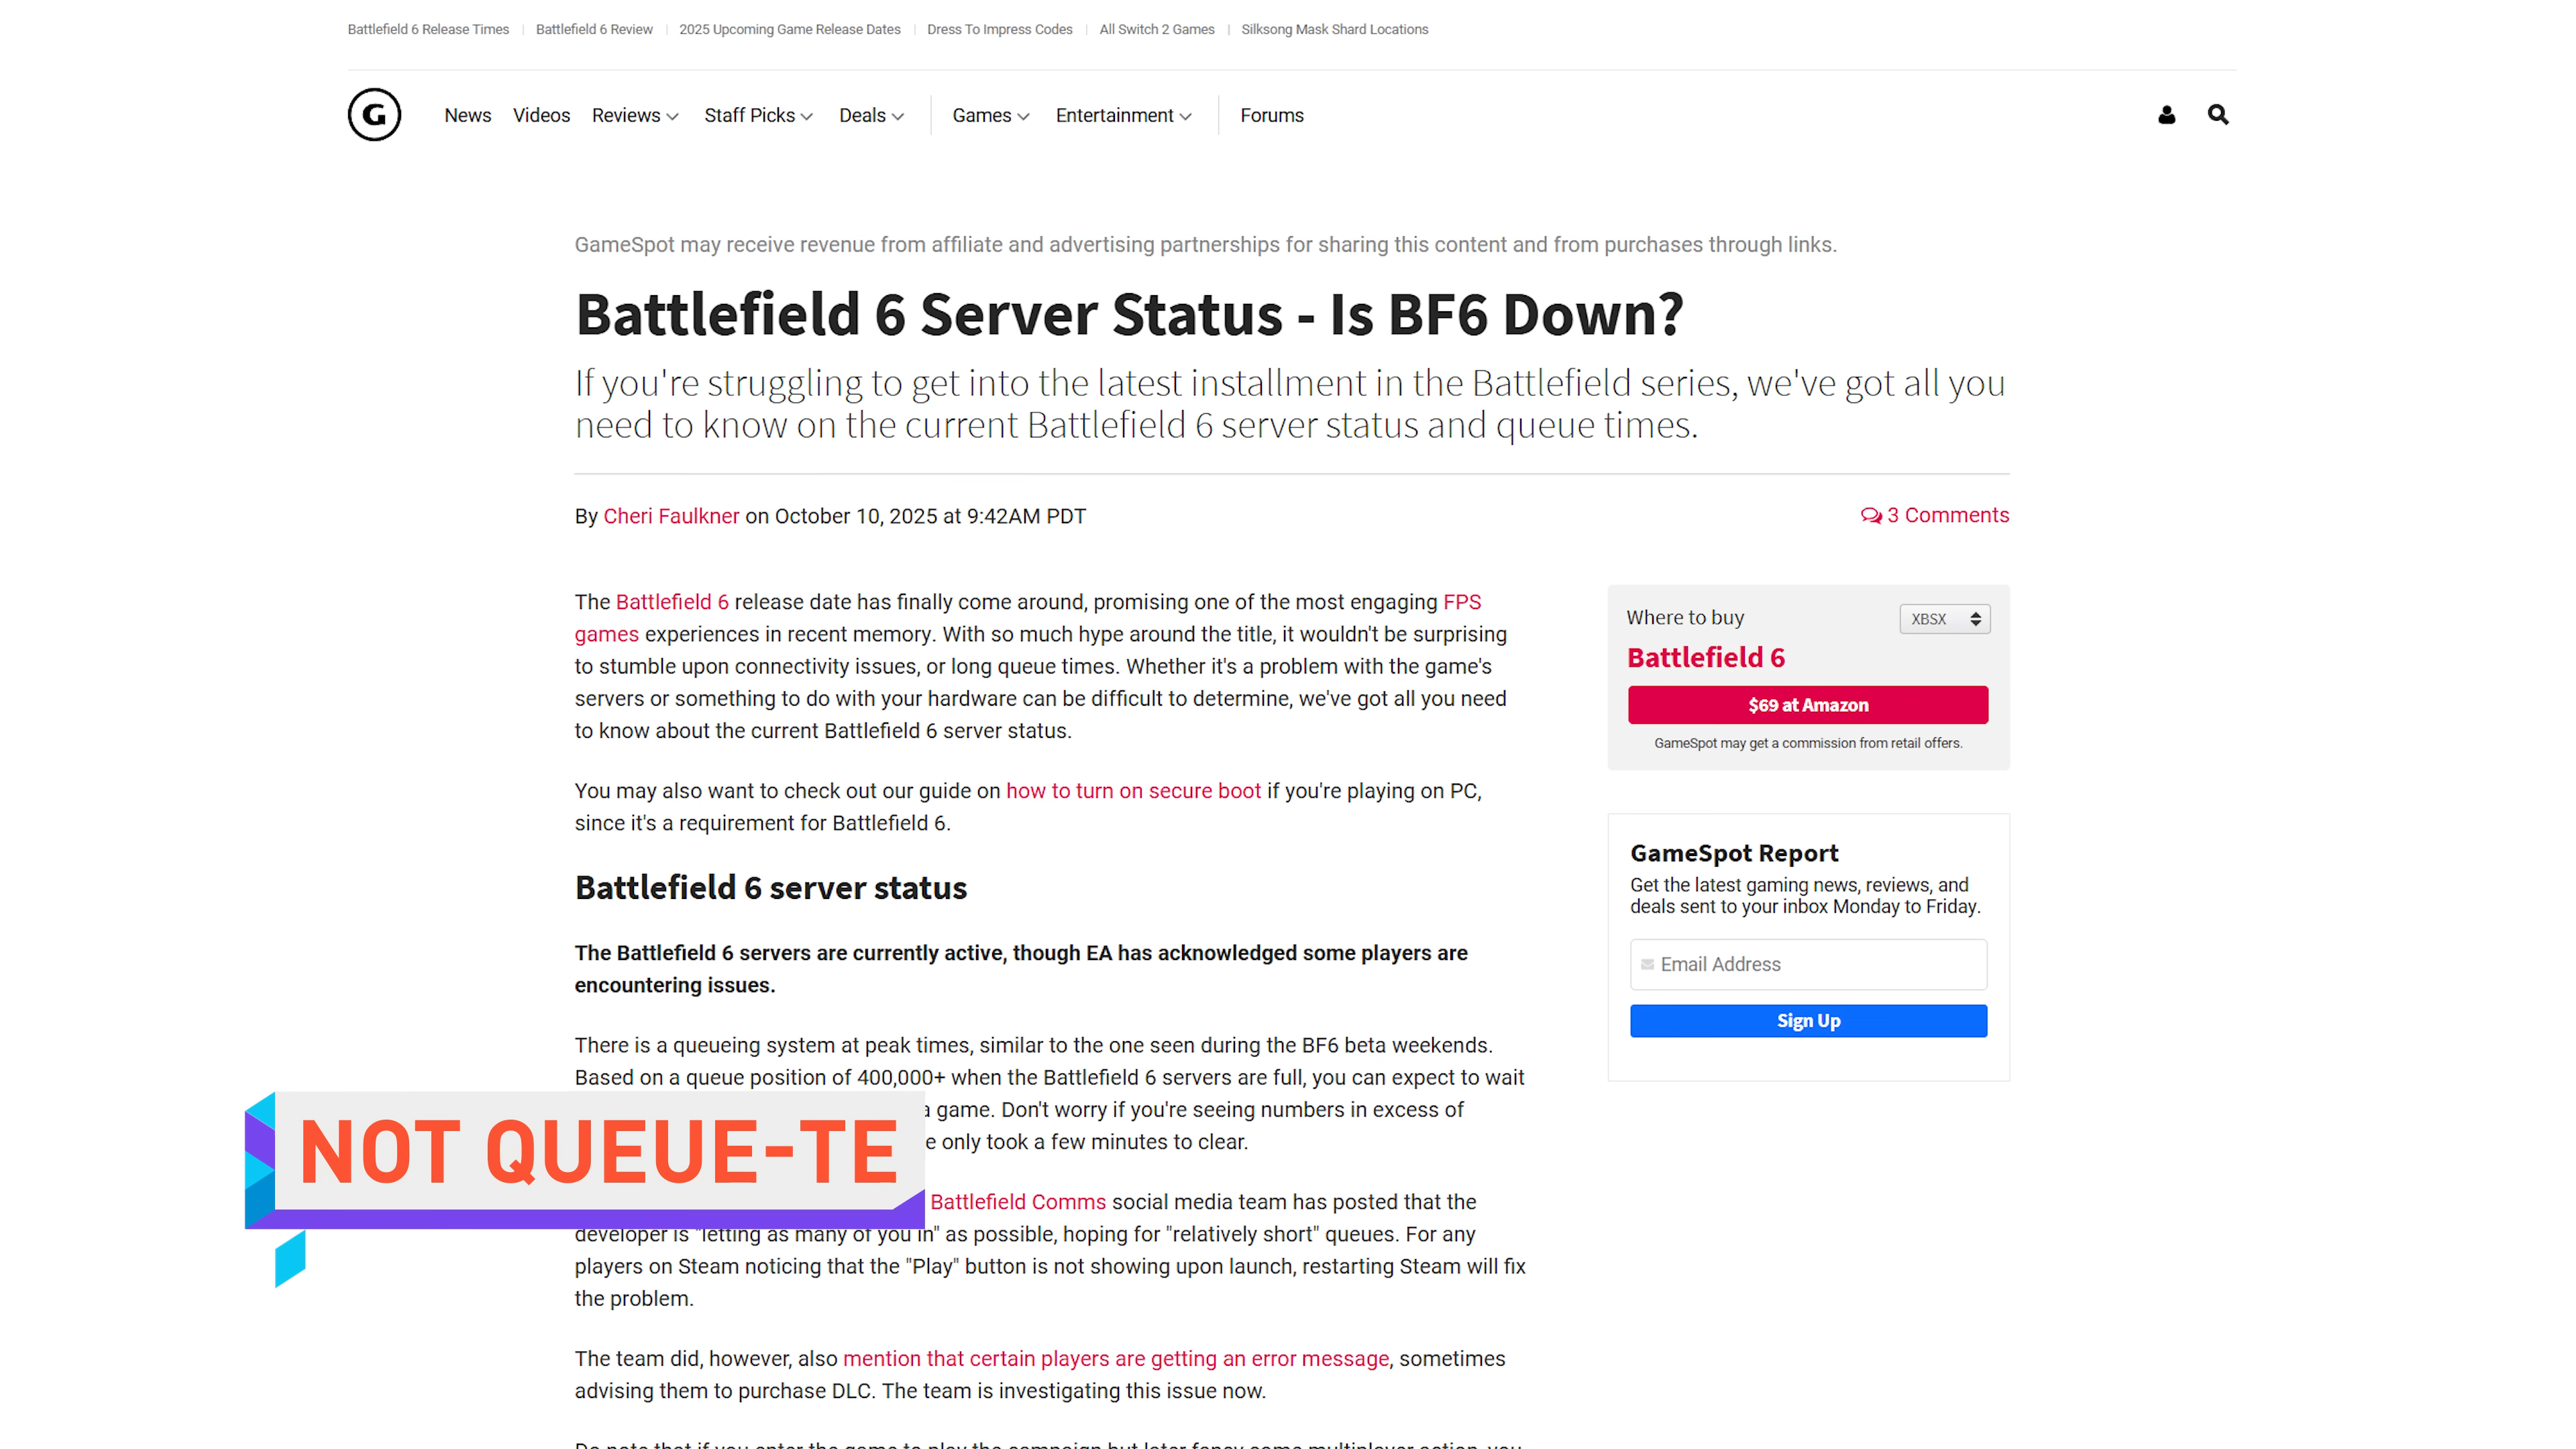 Battlefield 6 Release Times | Battlefield 6 Review | 2025 Upcoming Game Release Dates | Dress To Impress Codes | All Switch 2 Games | Silksong Mask Shard Locations
G News Videos Reviews Staff Picks Deals Games Entertainment Forums
GameSpot may receive revenue from affiliate and advertising partnerships for sharing this content and from purchases through links.
Battlefield 6 Server Status - Is BF6 Down?
If you're struggling to get into the latest installment in the Battlefield series, we've got all you
need to know on the current Battlefield 6 server status and queue times.
By Cheri Faulkner on October 10, 2025 at 9:42AM PDT
3 Comments
The Battlefield 6 release date has finally come around, promising one of the most engaging FPS
games experiences in recent memory. With so much hype around the title, it wouldn't be surprising
to stumble upon connectivity issues, or long queue times. Whether it's a problem with the game's
servers or something to do with your hardware can be difficult to determine, we've got all you need
to know about the current Battlefield 6 server status.
You may also want to check out our guide on how to turn on secure boot if you're playing on PC,
since it's a requirement for Battlefield 6.
Battlefield 6 server status
The Battlefield 6 servers are currently active, though EA has acknowledged some players are
encountering issues.
There is a queueing system at peak times, similar to the one seen during the BF6 beta weekends.
Based on a queue position of 400,000+ when the Battlefield 6 servers are full, you can expect to wait
a game. Don't worry if you're seeing numbers in excess of
only took a few minutes to clear.
NOT QUEUE-TE
Battlefield Comms social media team has posted that the
developer is "letting as many of you in" as possible, hoping for "relatively short" queues. For any
players on Steam noticing that the "Play" button is not showing upon launch, restarting Steam will fix
the problem.
The team did, however, also mention that certain players are getting an error message, sometimes
advising them to purchase DLC. The team is investigating this issue now.
Where to buy
XBSX
Battlefield 6
$69 at Amazon
GameSpot may get a commission from retail offers.
GameSpot Report
Get the latest gaming news, reviews, and
deals sent to your inbox Monday to Friday.
Email Address
Sign Up